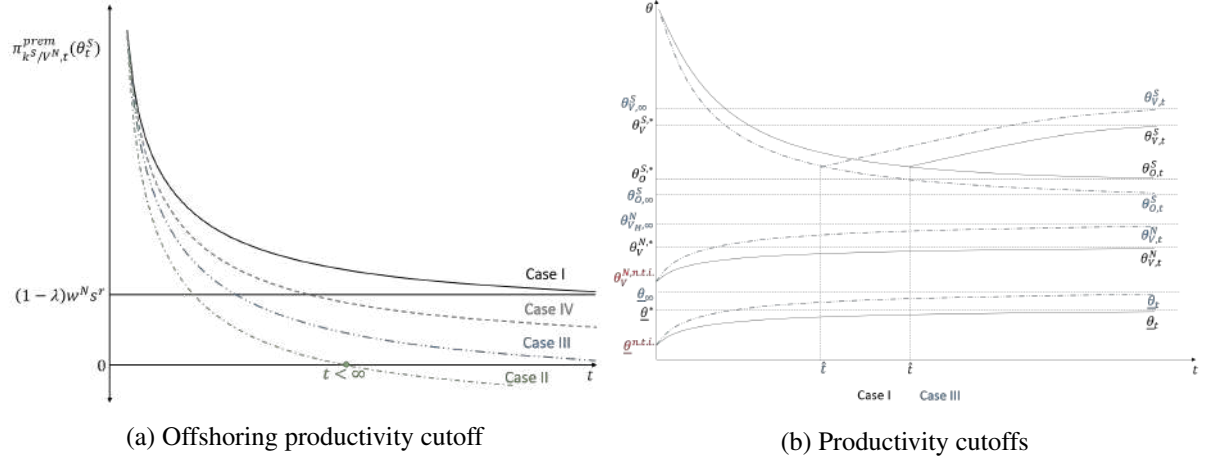 π^{prem}_{k^S/V^N,t}(θ^S_t)
Case I
(1 − λ)w^N s^r
Case IV
Case III
0
t < ∞
t
Case II
(a) Offshoring productivity cutoff
θ
θ^S_{V,∞}
θ^S_{V,t}
θ^{S,*}_V
θ^S_{V,t}
θ^{S,*}_O
θ^S_{O,t}
θ^S_{O,∞}
θ^S_{O,t}
θ^N_{V_H,∞}
θ^N_{V,t}
θ^{N,*}_V
θ^N_{V,t}
θ^{N,n.t.i.}_V
θ_∞
θ_t
θ^*
θ_t
θ^{n.t.i.}
t
Case I Case III
(b) Productivity cutoffs